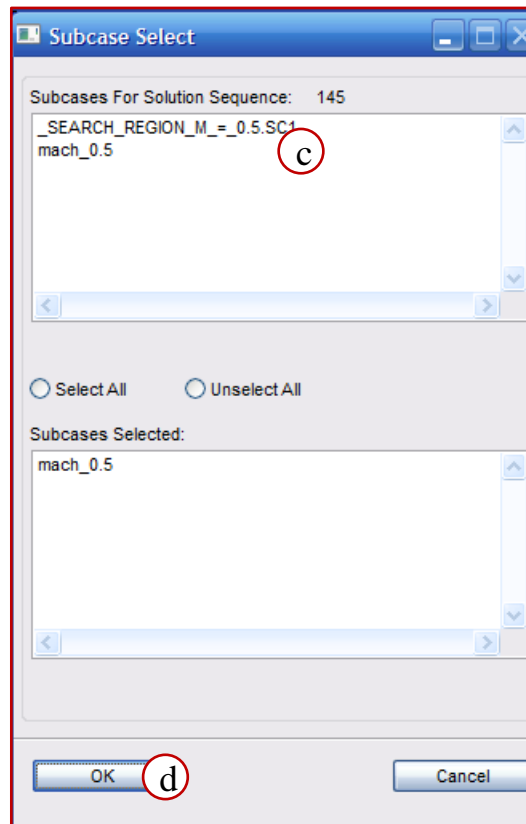 Subcase Select
Subcases For Solution Sequence: 145
_SEARCH_REGION_M_=_0.5.SC1
c
mach_0.5
Select All Unselect All
Subcases Selected:
mach_0.5
OK d Cancel